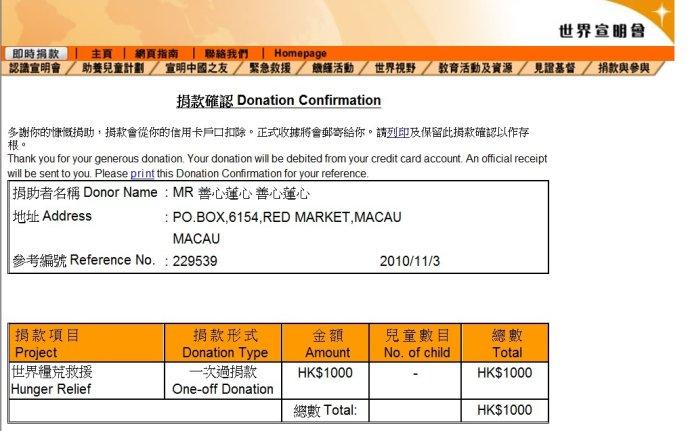 世界宣明會
即時捐款 | 主頁 | 網頁指南 | 聯絡我們 | Homepage
認識宣明會 / 助養兒童計劃 / 宣明中國之友 / 緊急救援 / 饑饉活動 / 世界視野 / 教育活動及資源 / 見證基督 / 捐款與參與
捐款確認 Donation Confirmation
多謝你的慷慨捐助，捐款會從你的信用卡戶口扣除。正式收據將會郵寄給你。請列印及保留此捐款確認以作存
根。
Thank you for your generous donation. Your donation will be debited from your credit card account. An official receipt
will be sent to you. Please print this Donation Confirmation for your reference.
捐助者名稱 Donor Name : MR 善心蓮心 善心蓮心
地址 Address : PO.BOX,6154,RED MARKET,MACAU
MACAU
參考編號 Reference No. : 229539 2010/11/3
捐款項目 捐款形式 金額 兒童數目 總數
Project Donation Type Amount No. of child Total
世界糧荒救援 一次過捐款 HK$1000 - HK$1000
Hunger Relief One-off Donation
總數 Total: HK$1000